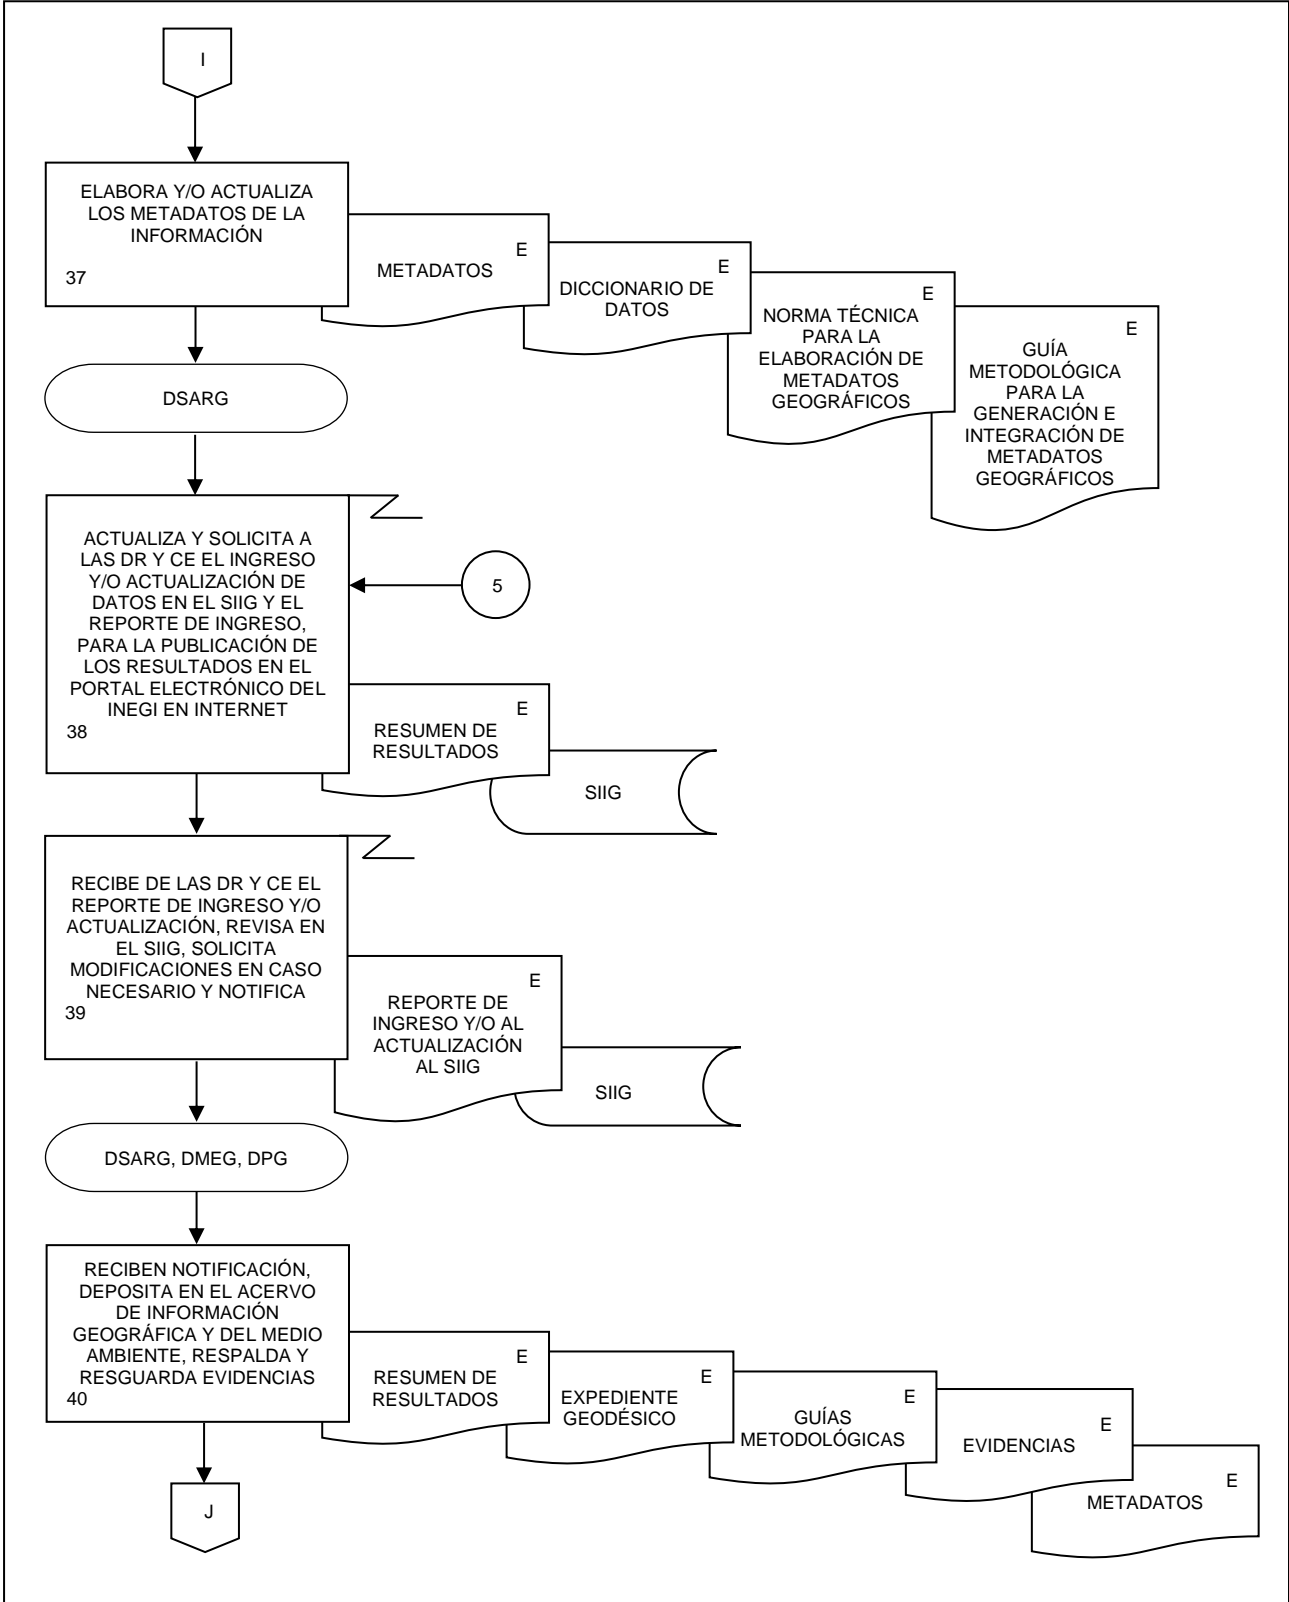 I
ELABORA Y/O ACTUALIZA
LOS METADATOS DE LA
INFORMACIÓN
37
E
METADATOS
E
DICCIONARIO DE
DATOS
E
NORMA TÉCNICA
PARA LA
ELABORACIÓN DE
METADATOS
GEOGRÁFICOS
E
GUÍA
METODOLÓGICA
PARA LA
GENERACIÓN E
INTEGRACIÓN DE
METADATOS
GEOGRÁFICOS
DSARG
ACTUALIZA Y SOLICITA A
LAS DR Y CE EL INGRESO
Y/O ACTUALIZACIÓN DE
DATOS EN EL SIIG Y EL
REPORTE DE INGRESO,
PARA LA PUBLICACIÓN DE
LOS RESULTADOS EN EL
PORTAL ELECTRÓNICO DEL
INEGI EN INTERNET
38
5
E
RESUMEN DE
RESULTADOS
SIIG
RECIBE DE LAS DR Y CE EL
REPORTE DE INGRESO Y/O
ACTUALIZACIÓN, REVISA EN
EL SIIG, SOLICITA
MODIFICACIONES EN CASO
NECESARIO Y NOTIFICA
39
E
REPORTE DE
INGRESO Y/O AL
ACTUALIZACIÓN
AL SIIG
SIIG
DSARG, DMEG, DPG
RECIBEN NOTIFICACIÓN,
DEPOSITA EN EL ACERVO
DE INFORMACIÓN
GEOGRÁFICA Y DEL MEDIO
AMBIENTE, RESPALDA Y
RESGUARDA EVIDENCIAS
40
E
RESUMEN DE
RESULTADOS
E
EXPEDIENTE
GEODÉSICO
E
GUÍAS
METODOLÓGICAS
E
EVIDENCIAS
E
METADATOS
J